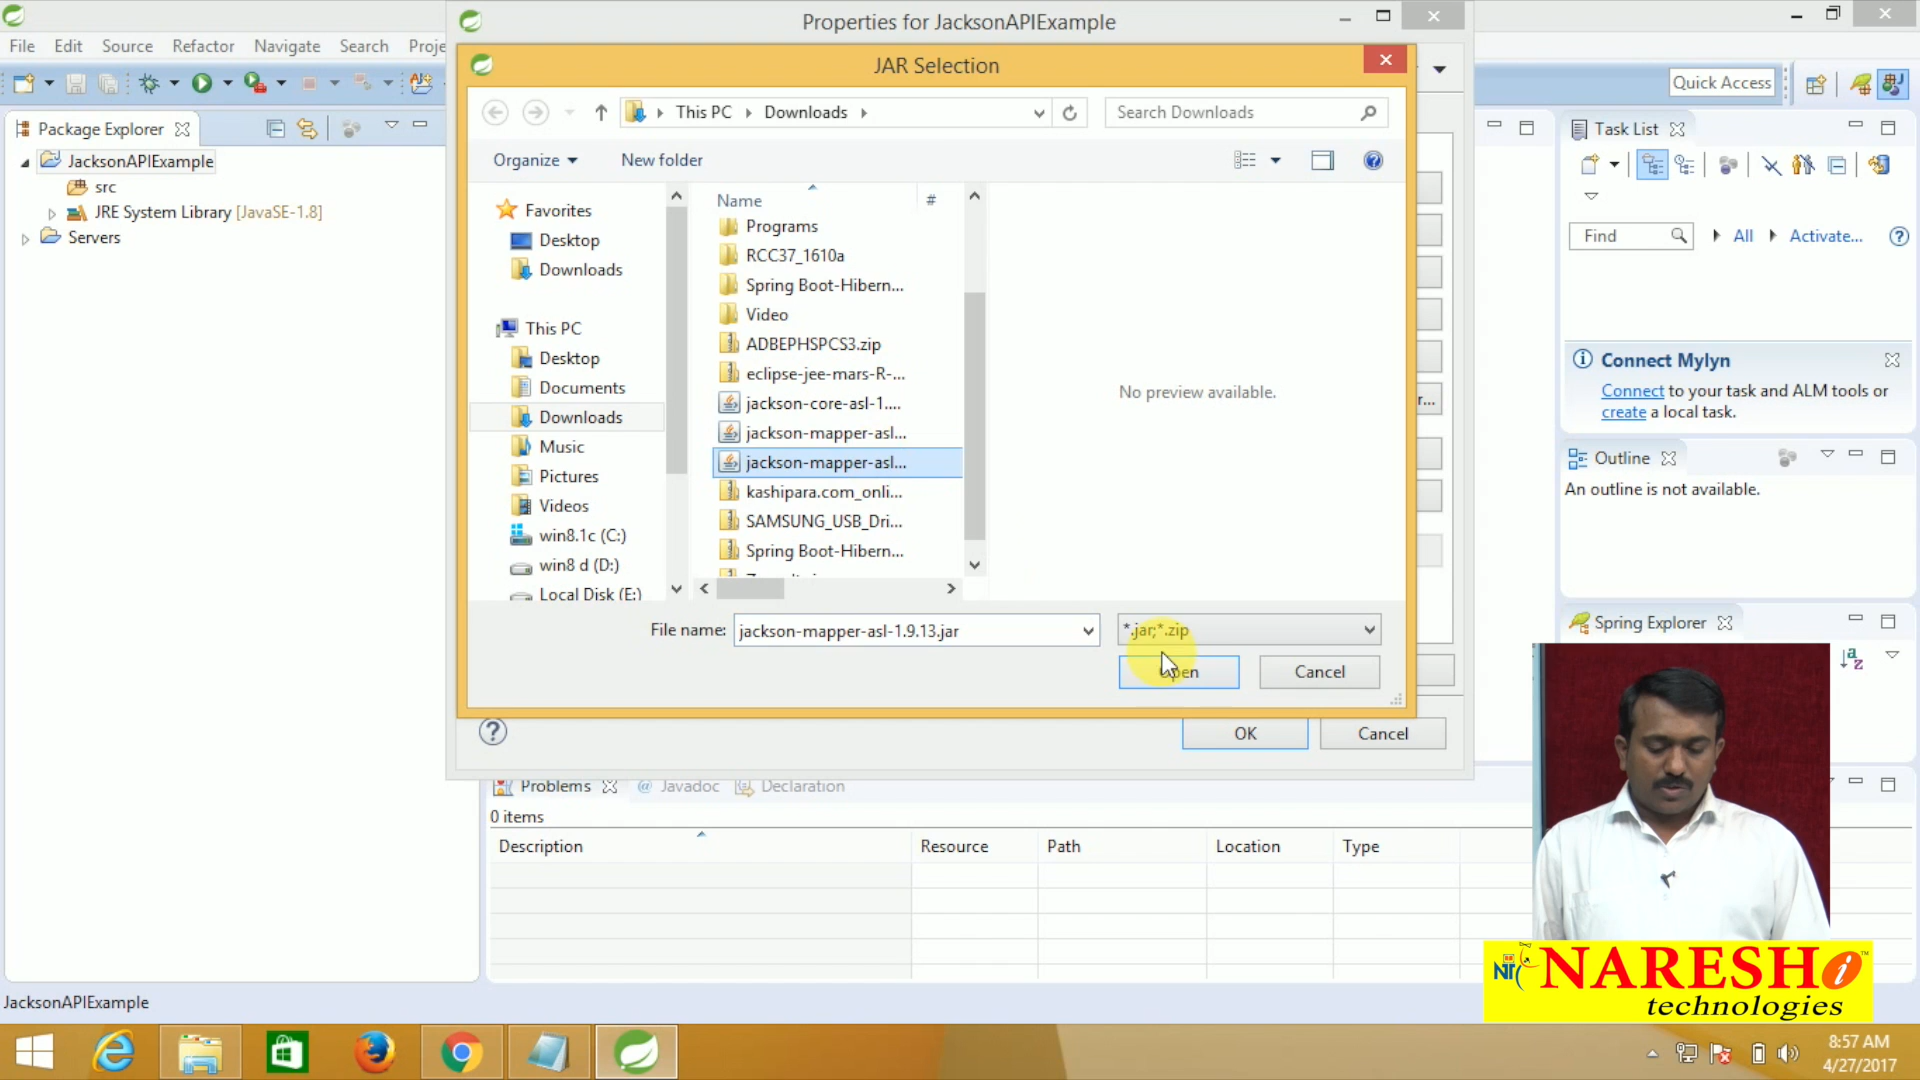 Properties for JacksonAPIExample
File Edit Source Refactor Navigate Search Proje
JAR Selection
Quick Access
This PC Downloads
Search Downloads
Package Explorer
Task List
Organize
New folder
JacksonAPIExample
src
JRE System Library [JavaSE-1.8]
Servers
Favorites
Desktop
Downloads
This PC
Desktop
Documents
Downloads
Music
Pictures
Videos
win8.1c (C:)
win8 d (D:)
Local Disk (E:)
Name
#
Programs
RCC37_1610a
Spring Boot-Hibern...
Video
ADBEPHSPCS3.zip
eclipse-jee-mars-R-...
jackson-core-asl-1....
jackson-mapper-asl...
jackson-mapper-asl...
kashipara.com_onli...
SAMSUNG_USB_Dri...
Spring Boot-Hibern...
No preview available.
r...
Find
All
Activate...
Connect Mylyn
Connect to your task and ALM tools or
create a local task.
Outline
An outline is not available.
Spring Explorer
File name:
jackson-mapper-asl-1.9.13.jar
*.jar;*.zip
Open
Cancel
OK
Cancel
Problems
@ Javadoc
Declaration
0 items
Description
Resource
Path
Location
Type
JacksonAPIExample
NARESH i
technologies
8:57 AM
4/27/2017